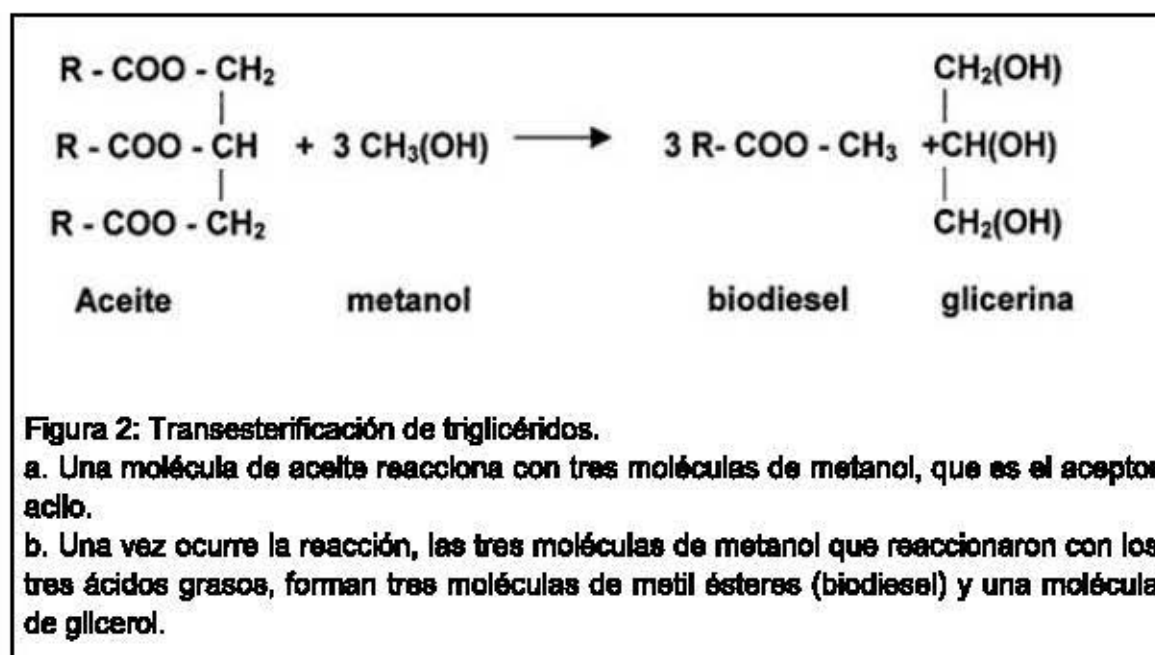 R - COO - CH₂ CH₂(OH)
R - COO - CH + 3 CH₃(OH) 3 R- COO - CH₃ +CH(OH)
R - COO - CH₂ CH₂(OH)
Aceite metanol biodiesel glicerina
Figura 2: Transesterificación de triglicéridos.
a. Una molécula de aceite reacciona con tres moléculas de metanol, que es el aceptor
acilo.
b. Una vez ocurre la reacción, las tres moléculas de metanol que reaccionaron con los
tres ácidos grasos, forman tres moléculas de metil ésteres (biodiesel) y una molécula
de glicerol.